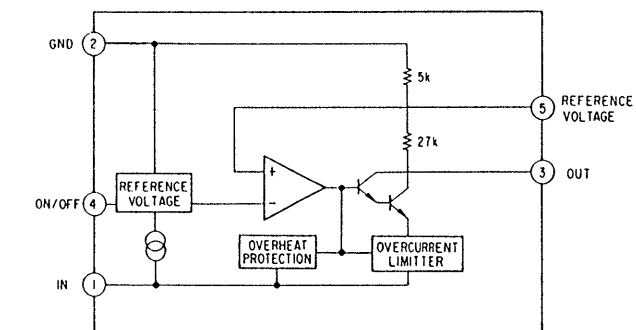 GND 2
5k
5 REFERENCE
VOLTAGE
27k
+
3 OUT
REFERENCE
VOLTAGE
ON/OFF 4
-
OVERHEAT
PROTECTION
OVERCURRENT
LIMITTER
IN 1